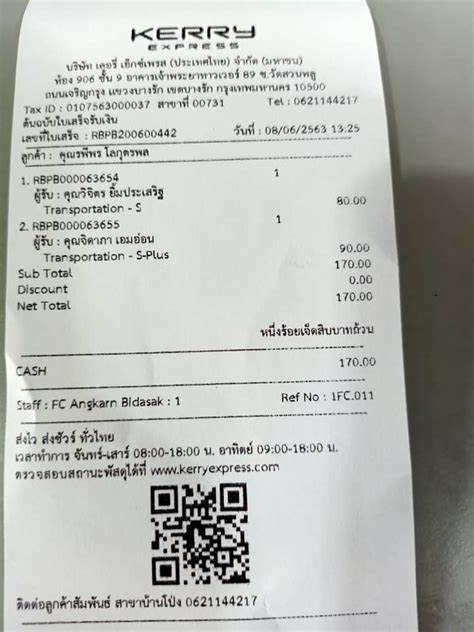 KERRY
EXPRESS
บริษัท เคอรี่ เอ็กซ์เพรส (ประเทศไทย) จำกัด (มหาชน)
ห้อง 906 ชั้น 9 อาคารเจ้าพระยาทาวเวอร์ 89 ซ.วัดสวนพลู
ถนนเจริญกรุง แขวงบางรัก เขตบางรัก กรุงเทพมหานคร 10500
Tax ID : 0107563000037 สาขาที่ 00731 Tel : 0621144217
ต้นฉบับใบเสร็จรับเงิน
เลขที่ใบเสร็จ : RBPB200600442 วันที่ : 08/06/2563 13:25
ลูกค้า : คุณรพีพร โลกุตรพล
1. RBPB000063654 1
ผู้รับ : คุณวิจิตร ยิ้มประเสริฐ
Transportation - S 80.00
2. RBPB000063655 1
ผู้รับ : คุณจิดาภา เอมอ่อน
Transportation - S-Plus 90.00
Sub Total 170.00
Discount 0.00
Net Total 170.00
หนึ่งร้อยเจ็ดสิบบาทถ้วน
CASH 170.00
Staff : FC Angkarn Bidasak : 1 Ref No : 1FC.011
ส่งไว ส่งชัวร์ ทั่วไทย
เวลาทำการ จันทร์-เสาร์ 08:00-18:00 น. อาทิตย์ 09:00-18:00 น.
ตรวจสอบสถานะพัสดุได้ที่ www.kerryexpress.com
ติดต่อลูกค้าสัมพันธ์ สาขาบ้านโป่ง 0621144217